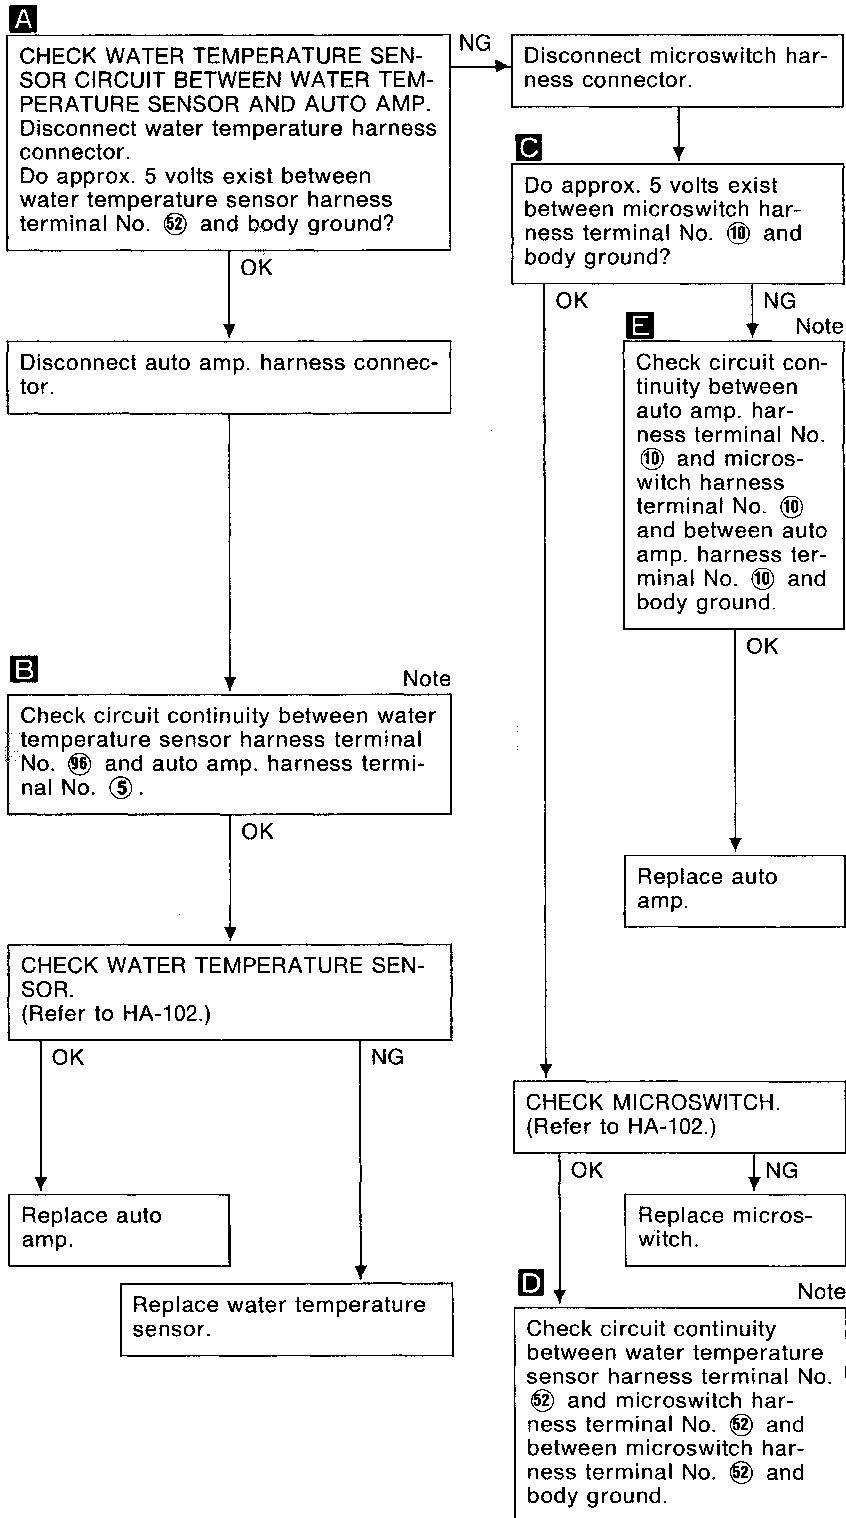 A
CHECK WATER TEMPERATURE SEN-
SOR CIRCUIT BETWEEN WATER TEM-
PERATURE SENSOR AND AUTO AMP.
Disconnect water temperature harness
connector.
Do approx. 5 volts exist between
water temperature sensor harness
terminal No. 52 and body ground?
NG
Disconnect microswitch har-
ness connector.
OK
Disconnect auto amp. harness connec-
tor.
C
Do approx. 5 volts exist
between microswitch har-
ness terminal No. 10 and
body ground?
OK
NG
E
Note
Check circuit con-
tinuity between
auto amp. har-
ness terminal No.
10 and micros-
witch harness
terminal No. 10
and between auto
amp. harness ter-
minal No. 10 and
body ground.
OK
Replace auto
amp.
B
Note
Check circuit continuity between water
temperature sensor harness terminal
No. 96 and auto amp. harness termi-
nal No. 5.
OK
CHECK WATER TEMPERATURE SEN-
SOR.
(Refer to HA-102.)
OK
NG
Replace auto
amp.
Replace water temperature
sensor.
CHECK MICROSWITCH.
(Refer to HA-102.)
OK
NG
Replace micros-
witch.
D
Note
Check circuit continuity
between water temperature
sensor harness terminal No.
52 and microswitch har-
ness terminal No. 52 and
between microswitch har-
ness terminal No. 52 and
body ground.